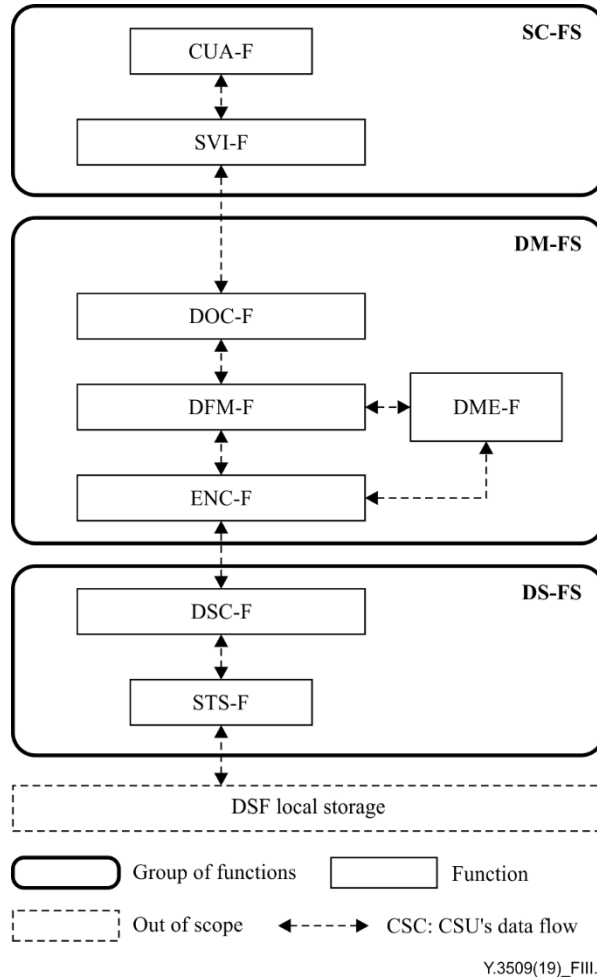 SC-FS
CUA-F
SVI-F
DM-FS
DOC-F
DFM-F
DME-F
ENC-F
DS-FS
DSC-F
STS-F
DSF local storage
Group of functions
Function
Out of scope
CSC: CSU's data flow
Y.3509(19)_FIII.